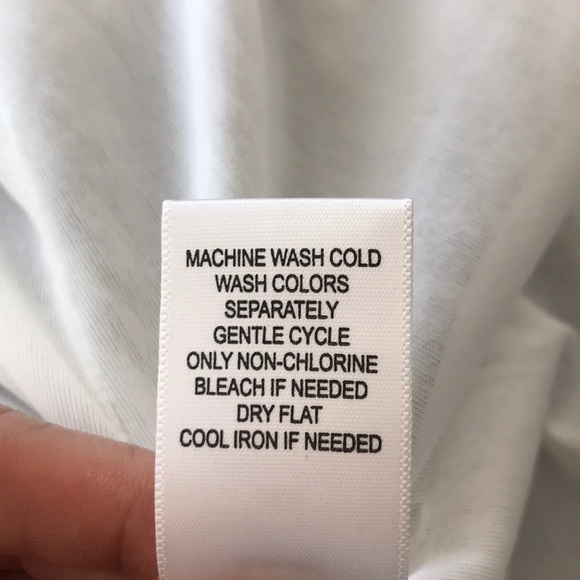 MACHINE WASH COLD
WASH COLORS
SEPARATELY
GENTLE CYCLE
ONLY NON-CHLORINE
BLEACH IF NEEDED
DRY FLAT
COOL IRON IF NEEDED